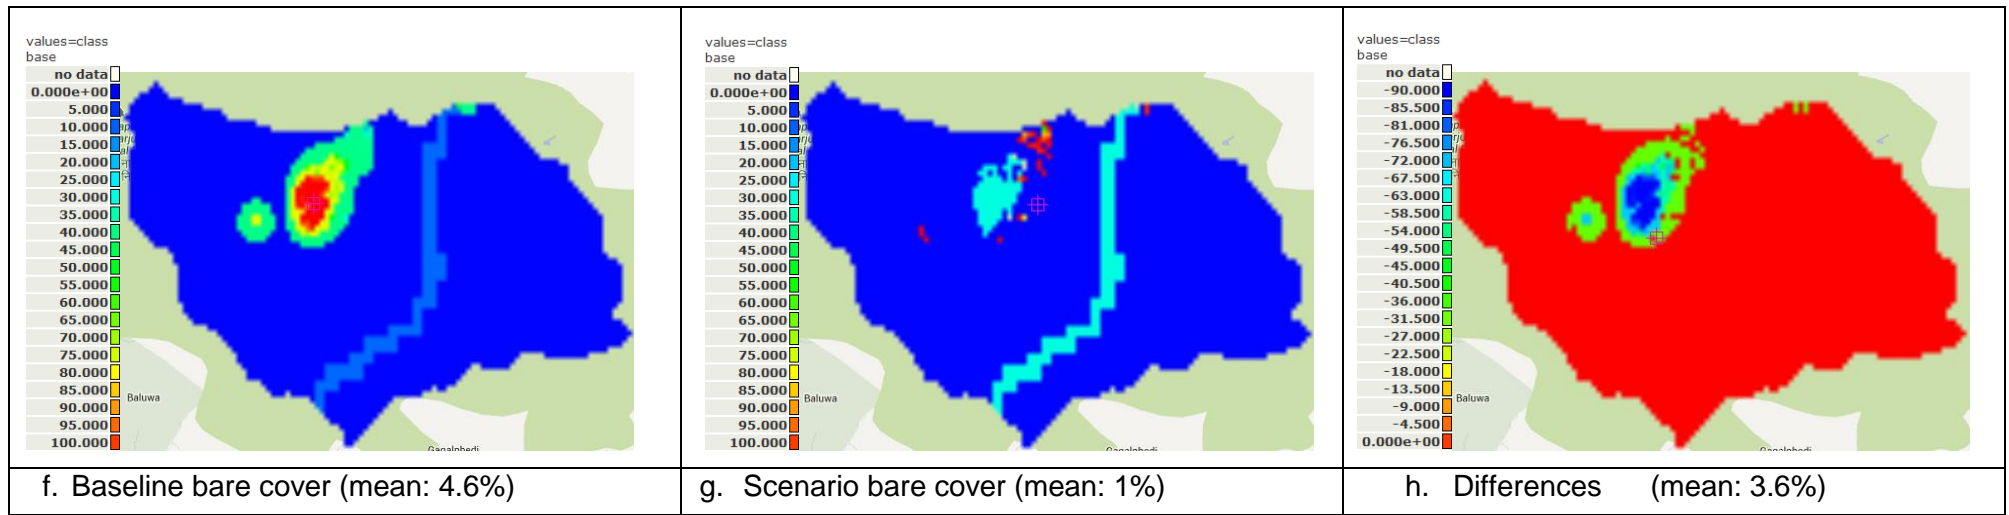 values=class
base
no data
0.000e+00
5.000
10.000
15.000
20.000
25.000
30.000
35.000
40.000
45.000
50.000
55.000
60.000
65.000
70.000
75.000
80.000
85.000
90.000
95.000
100.000
Baluwa
Gagalphedi
f. Baseline bare cover (mean: 4.6%)
values=class
base
no data
0.000e+00
5.000
10.000
15.000
20.000
25.000
30.000
35.000
40.000
45.000
50.000
55.000
60.000
65.000
70.000
75.000
80.000
85.000
90.000
95.000
100.000
Baluwa
Gagalphedi
g. Scenario bare cover (mean: 1%)
values=class
base
no data
-90.000
-85.500
-81.000
-76.500
-72.000
-67.500
-63.000
-58.500
-54.000
-49.500
-45.000
-40.500
-36.000
-31.500
-27.000
-22.500
-18.000
-13.500
-9.000
-4.500
0.000e+00
Baluwa
Gagalphedi
h. Differences (mean: 3.6%)